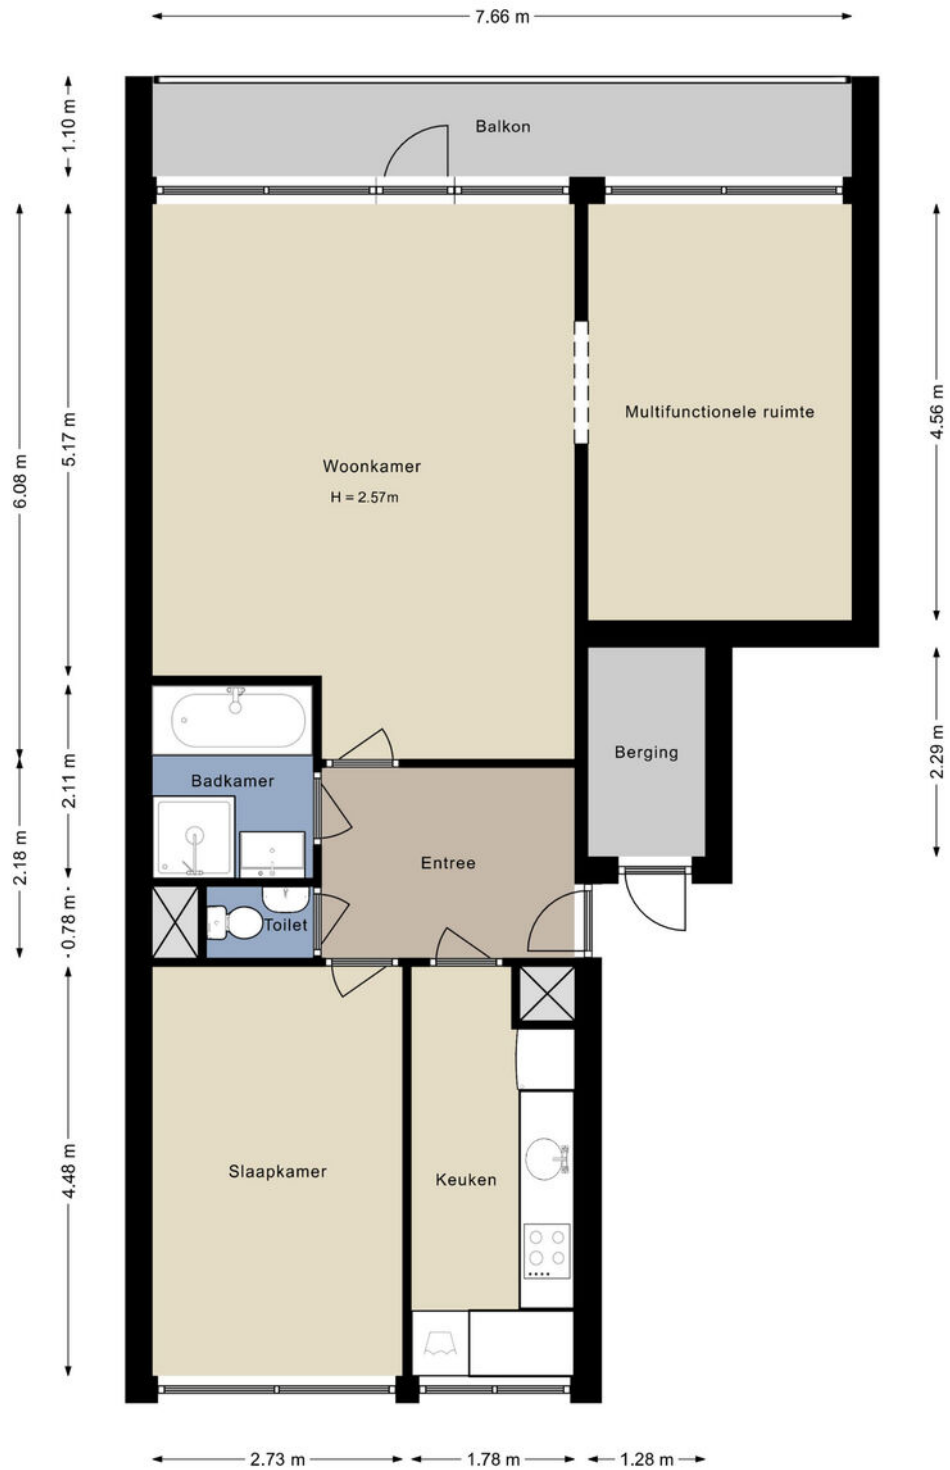 7.66 m
1.10 m
Balkon
6.08 m
5.17 m
4.56 m
Multifunctionele ruimte
Woonkamer
H = 2.57m
2.11 m
Badkamer
Berging
2.29 m
2.18 m
Entree
0.78 m
Toilet
4.48 m
Slaapkamer
Keuken
2.73 m
1.78 m
1.28 m